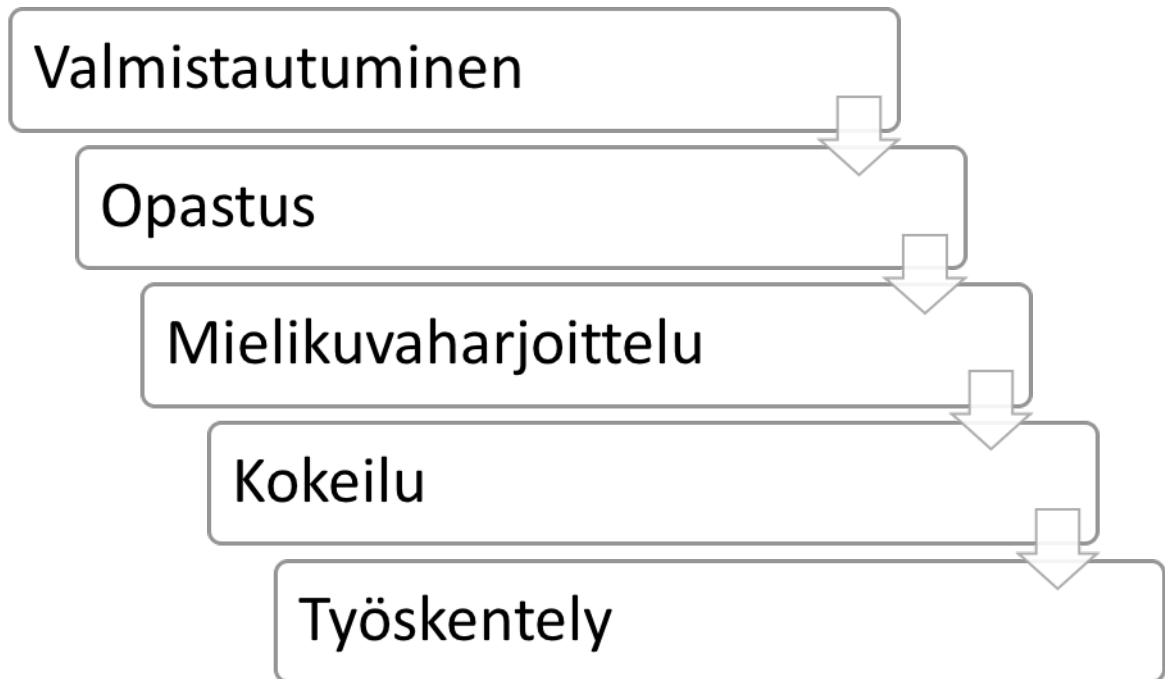 Valmistautuminen
Opastus
Mielikuvaharjoittelu
Kokeilu
Työskentely